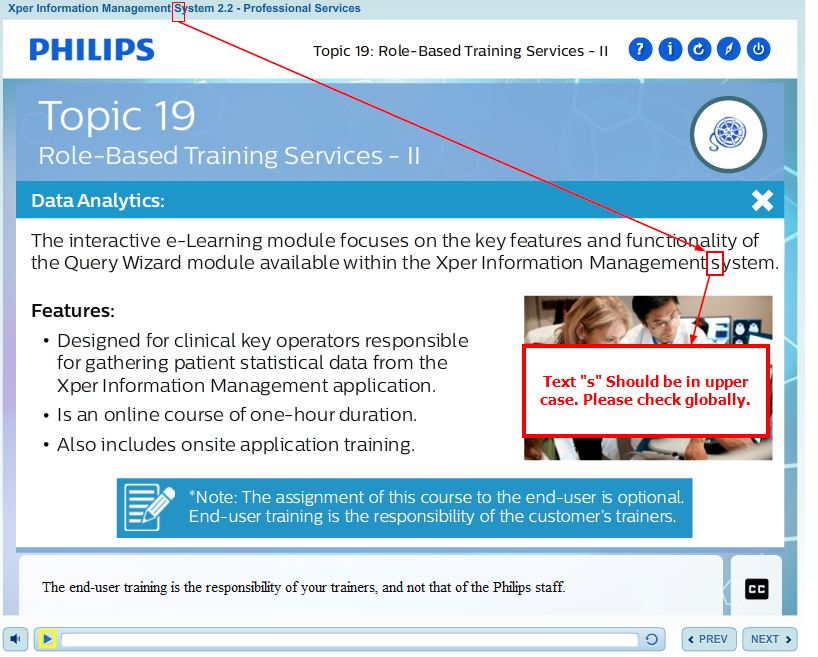 Xper Information Management System 2.2 - Professional Services
PHILIPS
Topic 19: Role-Based Training Services - II
? i
Topic 19
Role-Based Training Services - II
Data Analytics:
The interactive e-Learning module focuses on the key features and functionality of
the Query Wizard module available within the Xper Information Management system.
Features:
• Designed for clinical key operators responsible
for gathering patient statistical data from the
Xper Information Management application.
• Is an online course of one-hour duration.
• Also includes onsite application training.
Text "s" Should be in upper
case. Please check globally.
*Note: The assignment of this course to the end-user is optional.
End-user training is the responsibility of the customer's trainers.
The end-user training is the responsibility of your trainers, and not that of the Philips staff.
CC
PREV
NEXT